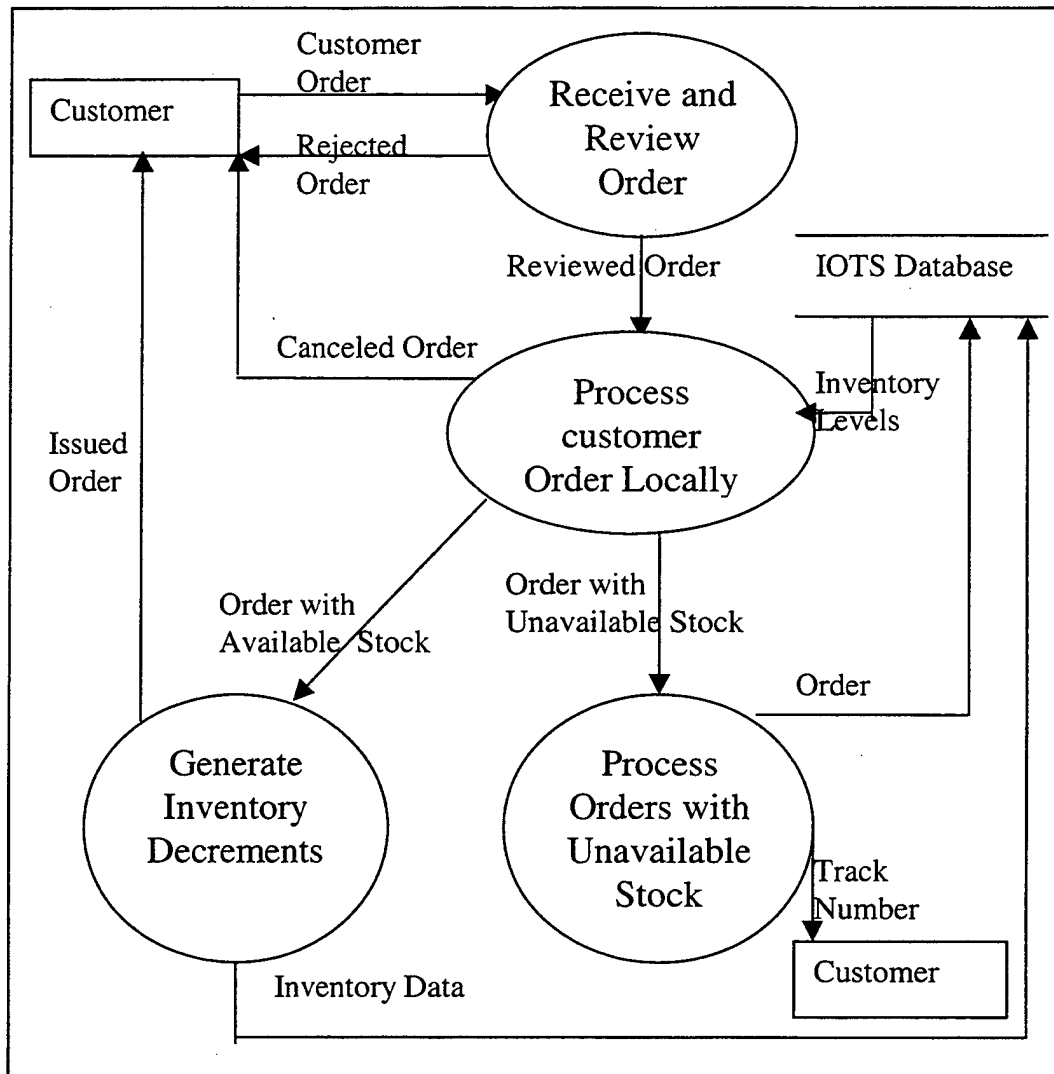 Customer
Order
Customer
Receive and
Review
Order
Rejected
Order
Reviewed Order
IOTS Database
Canceled Order
Process
customer
Order Locally
Inventory
Levels
Issued
Order
Order with
Available Stock
Order with
Unavailable Stock
Order
Generate
Inventory
Decrements
Process
Orders with
Unavailable
Stock
Track
Number
Customer
Inventory Data